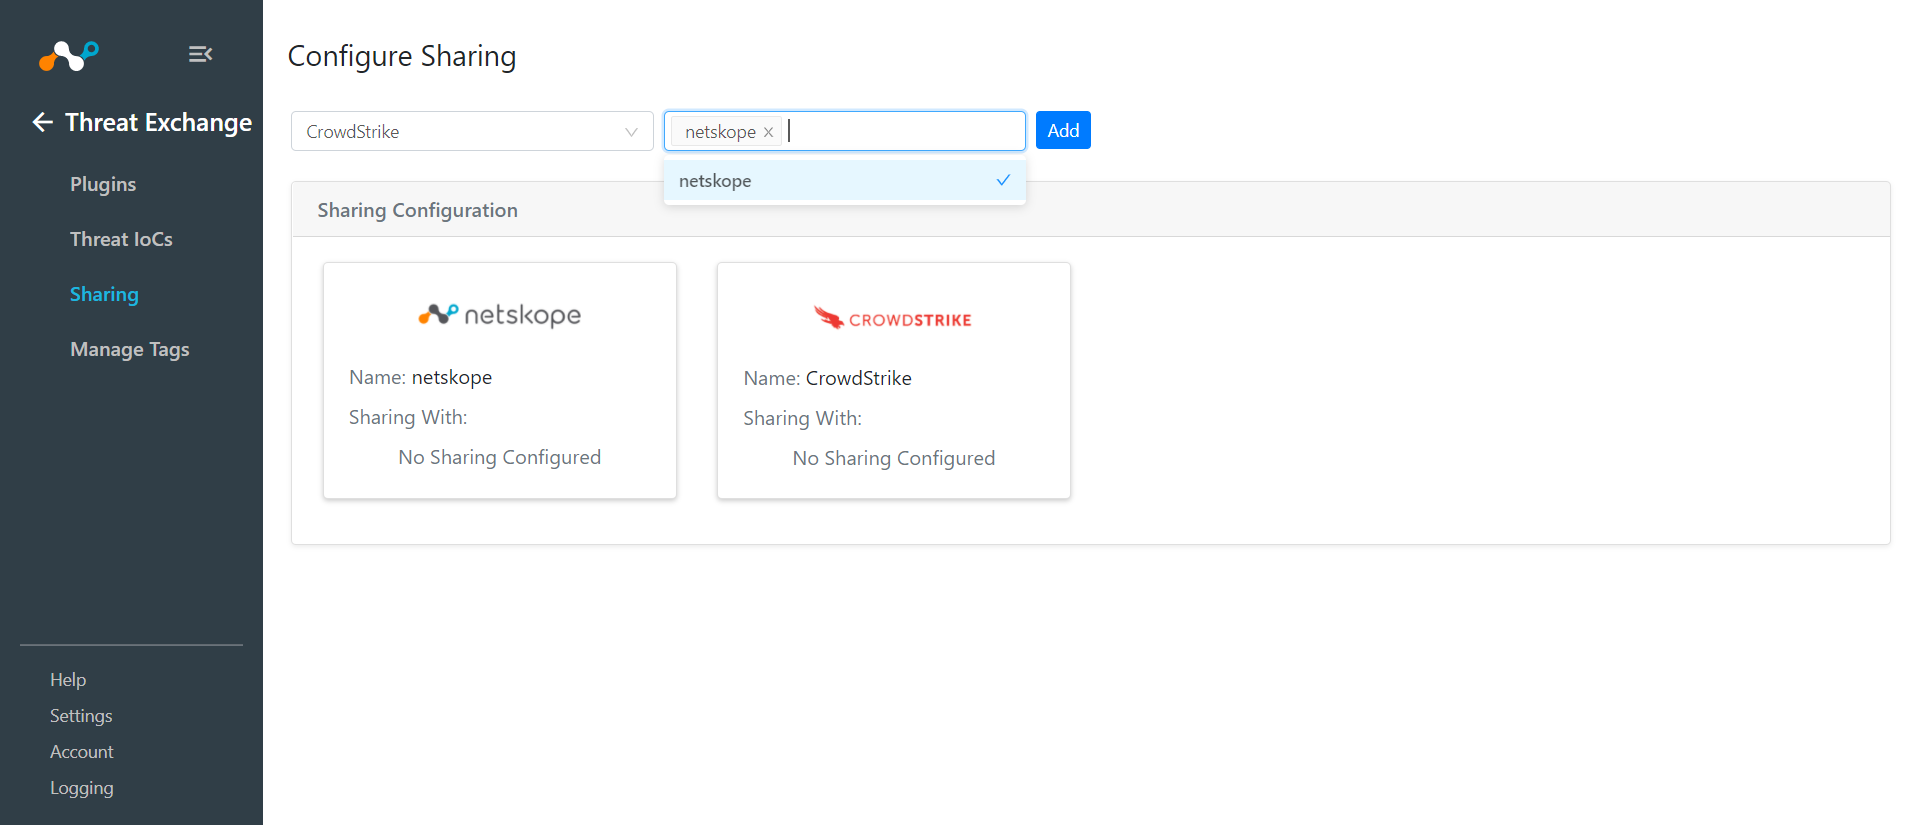 Configure Sharing
Threat Exchange
CrowdStrike
netskope
Add
netskope
Plugins
Threat IoCs
Sharing
Manage Tags
Sharing Configuration
netskope
Name: netskope
Sharing With:
No Sharing Configured
CROWDSTRIKE
Name: CrowdStrike
Sharing With:
No Sharing Configured
Help
Settings
Account
Logging